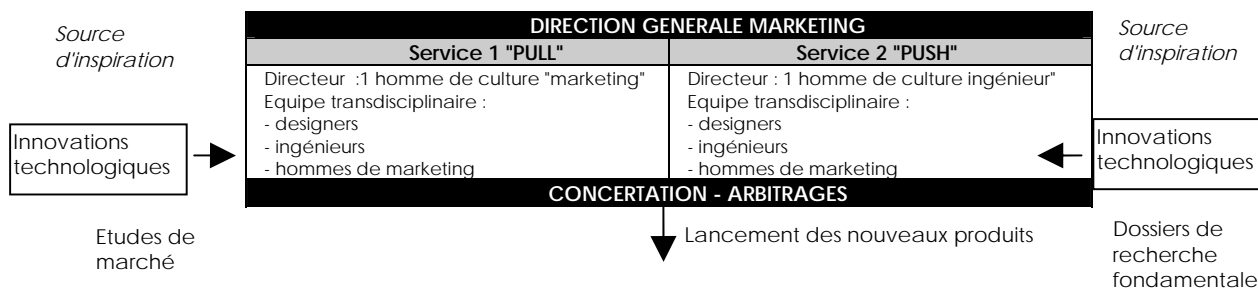 Source
d'inspiration
DIRECTION GENERALE MARKETING
Service 1 "PULL"
Service 2 "PUSH"
Source
d'inspiration
Directeur :1 homme de culture "marketing"
Equipe transdisciplinaire :
- designers
- ingénieurs
- hommes de marketing
Directeur : 1 homme de culture ingénieur"
Equipe transdisciplinaire :
- designers
- ingénieurs
- hommes de marketing
Innovations
technologiques
Innovations
technologiques
CONCERTATION - ARBITRAGES
Etudes de
marché
Lancement des nouveaux produits
Dossiers de
recherche
fondamentale